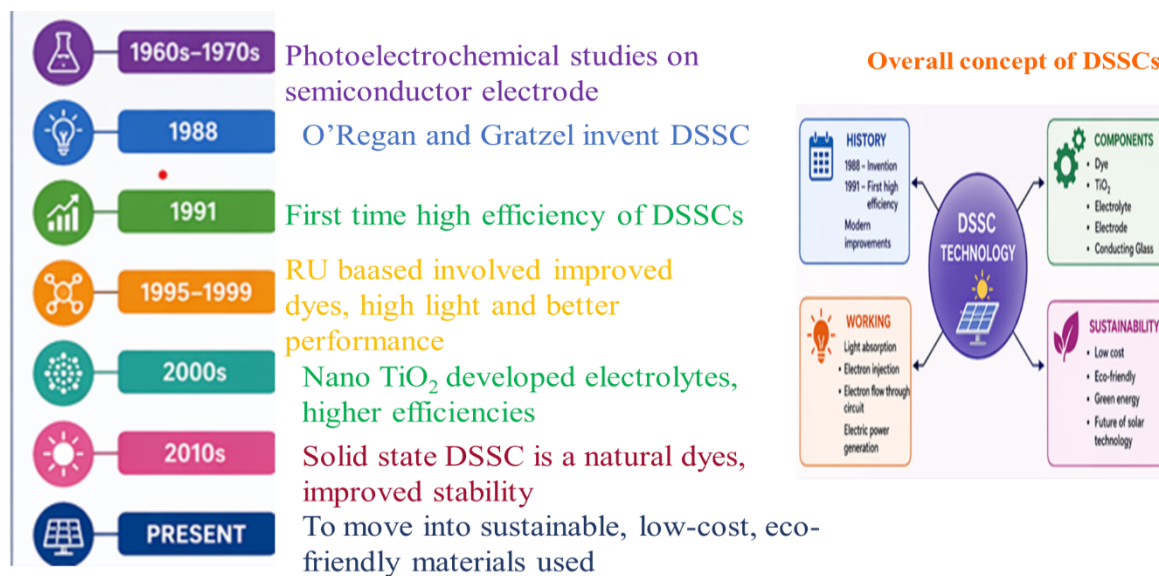 1960s–1970s
Photoelectrochemical studies on
semiconductor electrode
1988
O'Regan and Gratzel invent DSSC
1991
First time high efficiency of DSSCs
1995–1999
RU baased involved improved
dyes, high light and better
performance
2000s
Nano TiO₂ developed electrolytes,
higher efficiencies
2010s
Solid state DSSC is a natural dyes,
improved stability
PRESENT
To move into sustainable, low-cost, eco-
friendly materials used
Overall concept of DSSCs
HISTORY
1988 – Invention
1991 – First high
efficiency
Modern
improvements
COMPONENTS
• Dye
• TiO₂
• Electrolyte
• Electrode
• Conducting Glass
DSSC
TECHNOLOGY
WORKING
Light absorption
• Electron injection
• Electron flow through
circuit
Electric power
generation
SUSTAINABILITY
• Low cost
• Eco-friendly
• Green energy
• Future of solar
technology